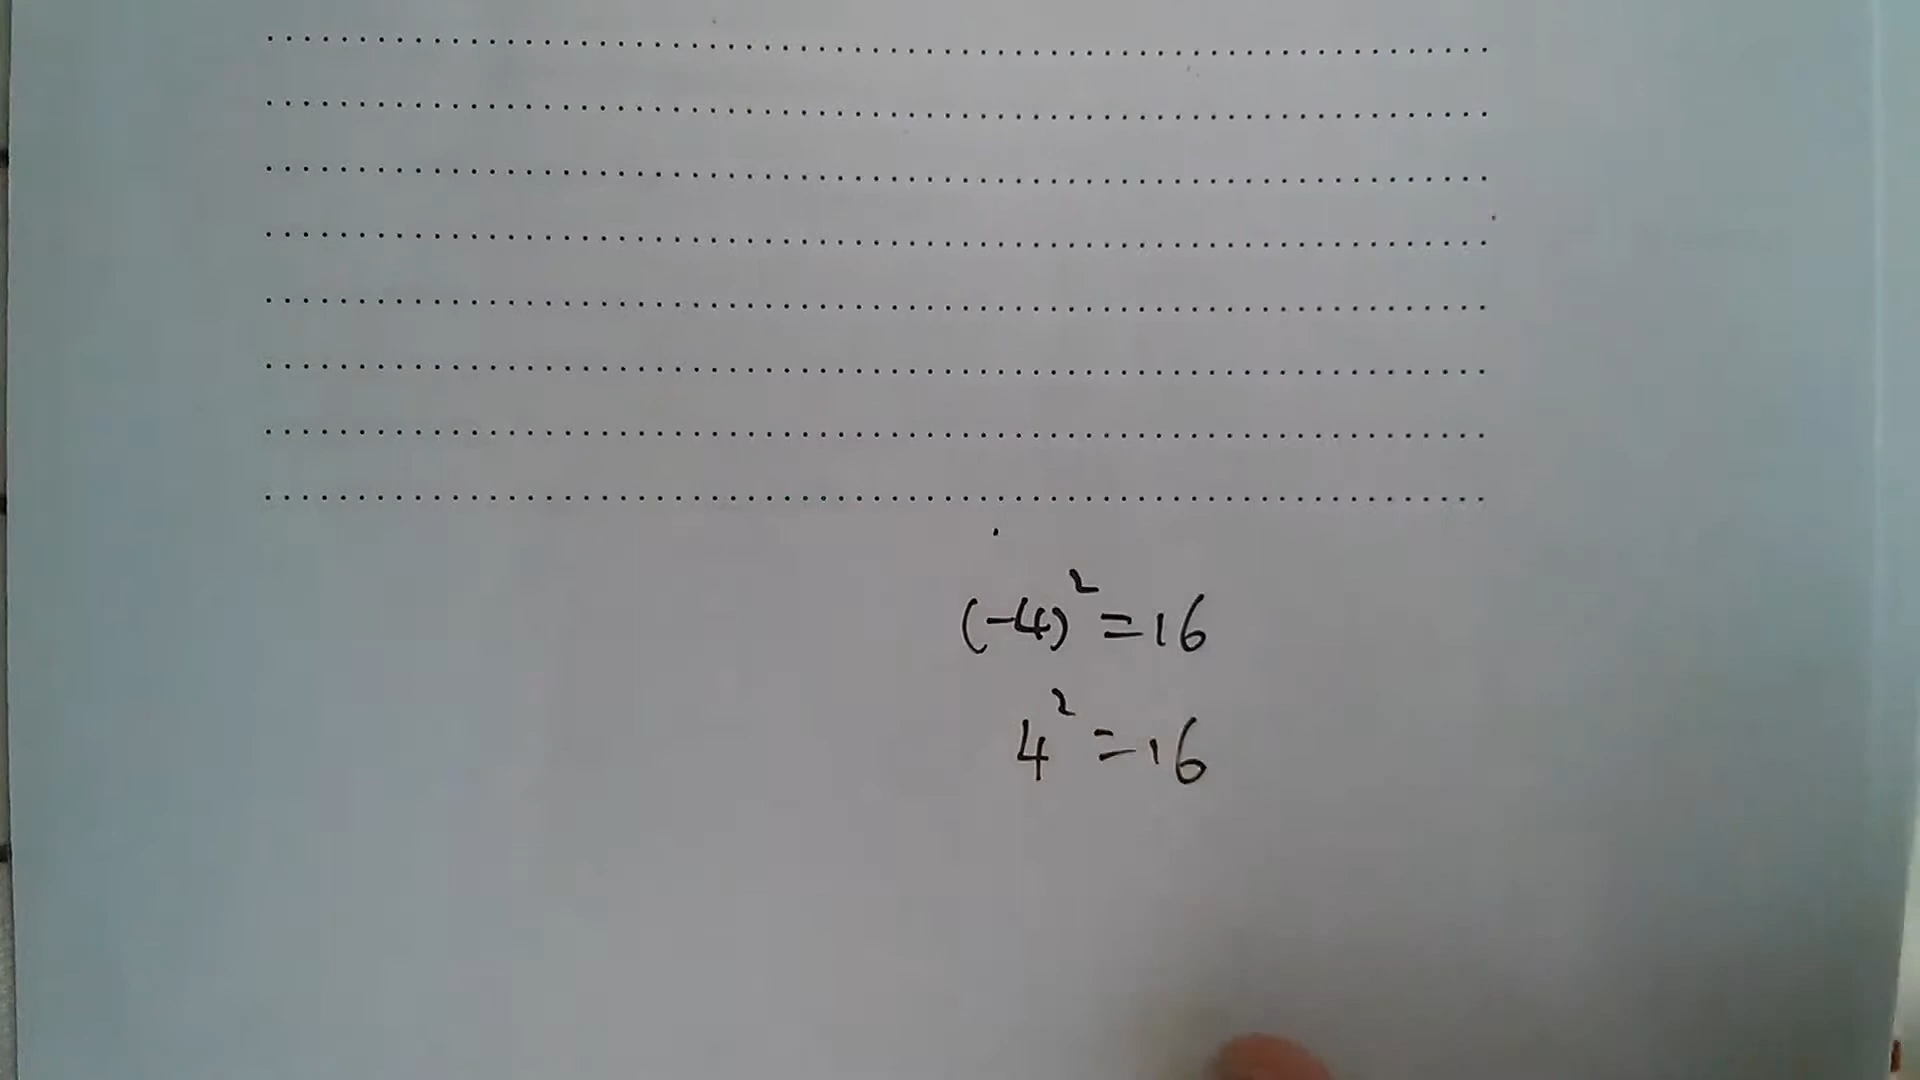 (-4)² = 16
4² = 16